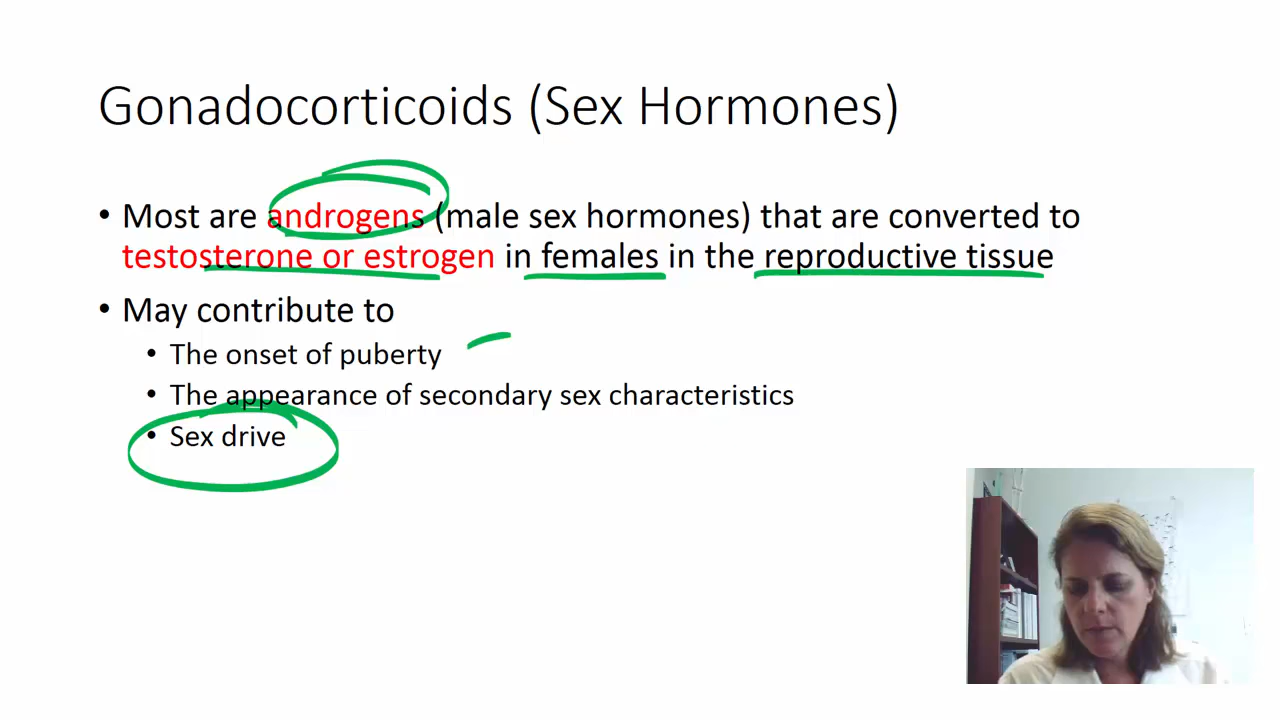 Gonadocorticoids (Sex Hormones)
• Most are androgens (male sex hormones) that are converted to
testosterone or estrogen in females in the reproductive tissue
• May contribute to
• The onset of puberty
• The appearance of secondary sex characteristics
• Sex drive